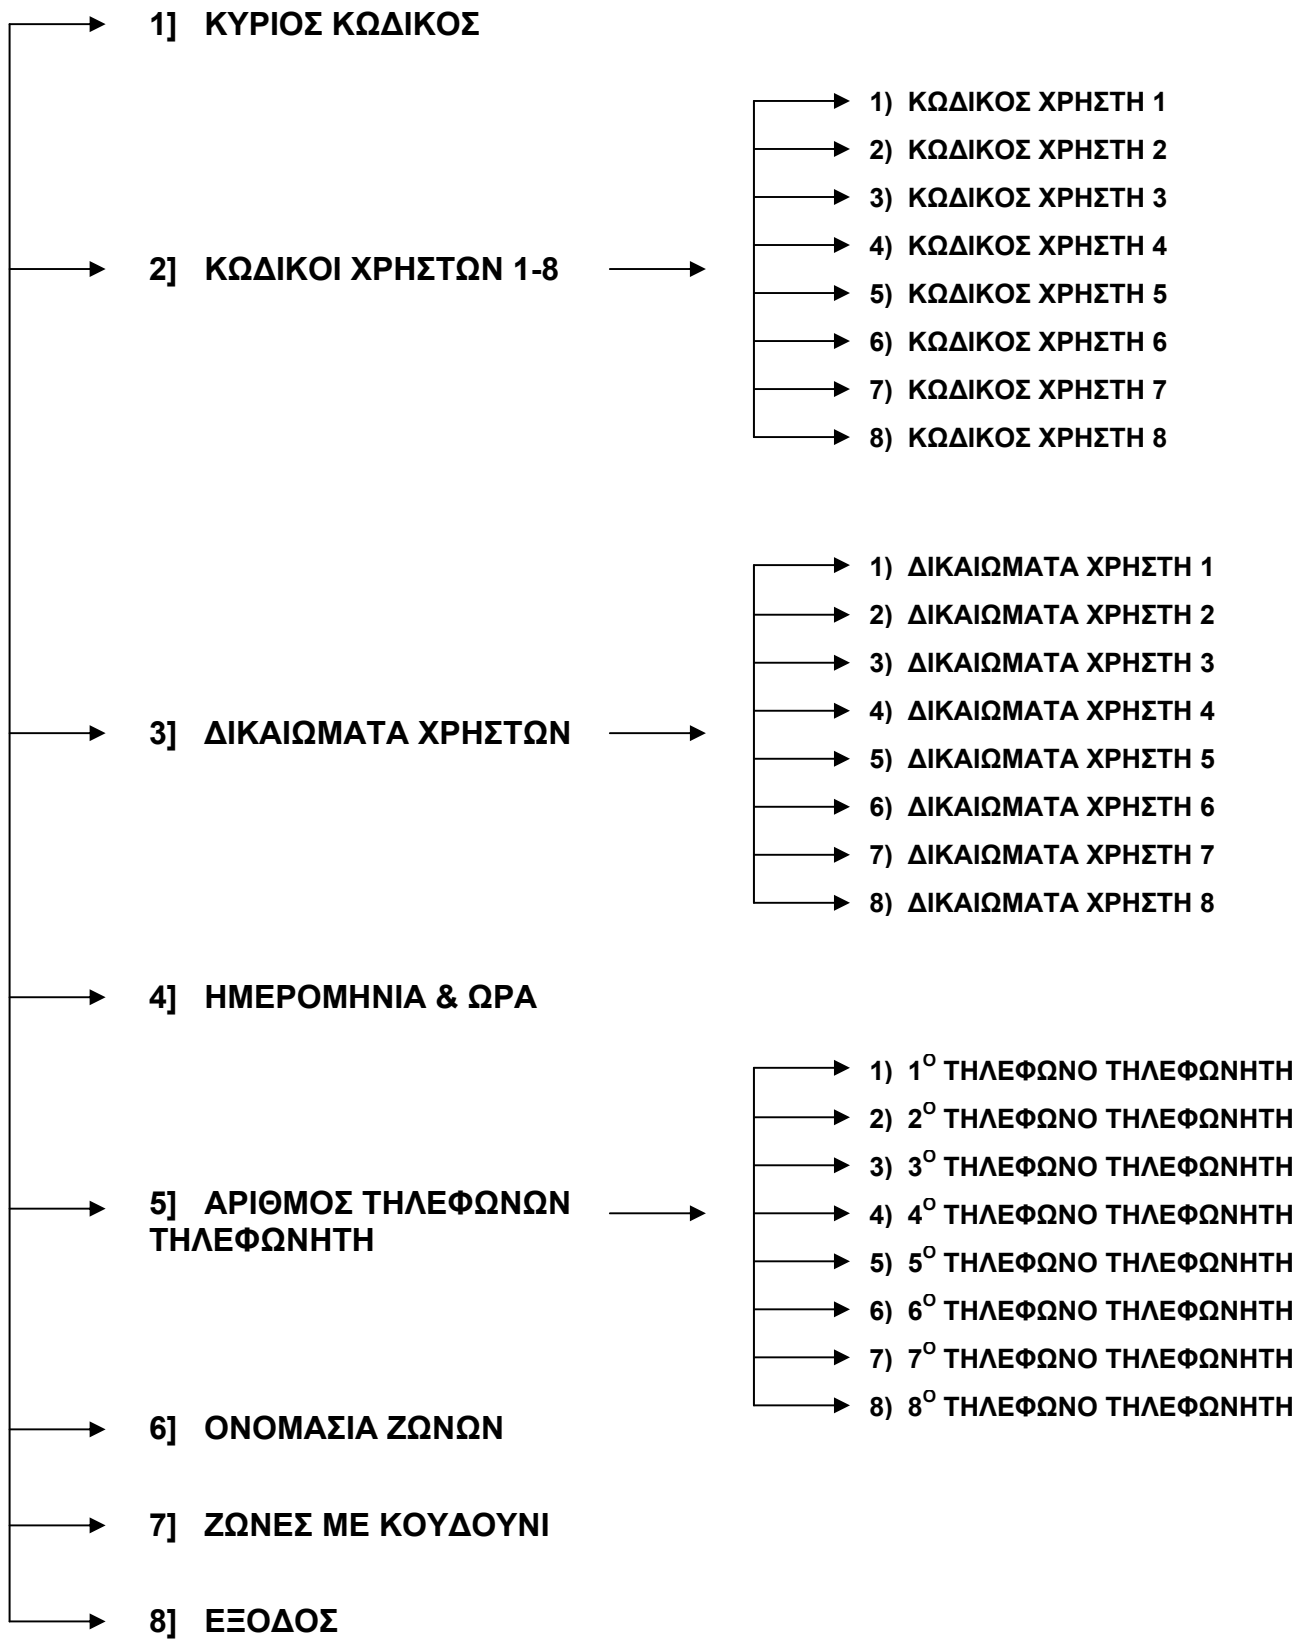 1] ΚΥΡΙΟΣ ΚΩΔΙΚΟΣ
2] ΚΩΔΙΚΟΙ ΧΡΗΣΤΩΝ 1-8
1) ΚΩΔΙΚΟΣ ΧΡΗΣΤΗ 1
2) ΚΩΔΙΚΟΣ ΧΡΗΣΤΗ 2
3) ΚΩΔΙΚΟΣ ΧΡΗΣΤΗ 3
4) ΚΩΔΙΚΟΣ ΧΡΗΣΤΗ 4
5) ΚΩΔΙΚΟΣ ΧΡΗΣΤΗ 5
6) ΚΩΔΙΚΟΣ ΧΡΗΣΤΗ 6
7) ΚΩΔΙΚΟΣ ΧΡΗΣΤΗ 7
8) ΚΩΔΙΚΟΣ ΧΡΗΣΤΗ 8
3] ΔΙΚΑΙΩΜΑΤΑ ΧΡΗΣΤΩΝ
1) ΔΙΚΑΙΩΜΑΤΑ ΧΡΗΣΤΗ 1
2) ΔΙΚΑΙΩΜΑΤΑ ΧΡΗΣΤΗ 2
3) ΔΙΚΑΙΩΜΑΤΑ ΧΡΗΣΤΗ 3
4) ΔΙΚΑΙΩΜΑΤΑ ΧΡΗΣΤΗ 4
5) ΔΙΚΑΙΩΜΑΤΑ ΧΡΗΣΤΗ 5
6) ΔΙΚΑΙΩΜΑΤΑ ΧΡΗΣΤΗ 6
7) ΔΙΚΑΙΩΜΑΤΑ ΧΡΗΣΤΗ 7
8) ΔΙΚΑΙΩΜΑΤΑ ΧΡΗΣΤΗ 8
4] ΗΜΕΡΟΜΗΝΙΑ & ΩΡΑ
5] ΑΡΙΘΜΟΣ ΤΗΛΕΦΩΝΩΝ
ΤΗΛΕΦΩΝΗΤΗ
1) 1Ο ΤΗΛΕΦΩΝΟ ΤΗΛΕΦΩΝΗΤΗ
2) 2Ο ΤΗΛΕΦΩΝΟ ΤΗΛΕΦΩΝΗΤΗ
3) 3Ο ΤΗΛΕΦΩΝΟ ΤΗΛΕΦΩΝΗΤΗ
4) 4Ο ΤΗΛΕΦΩΝΟ ΤΗΛΕΦΩΝΗΤΗ
5) 5Ο ΤΗΛΕΦΩΝΟ ΤΗΛΕΦΩΝΗΤΗ
6) 6Ο ΤΗΛΕΦΩΝΟ ΤΗΛΕΦΩΝΗΤΗ
7) 7Ο ΤΗΛΕΦΩΝΟ ΤΗΛΕΦΩΝΗΤΗ
8) 8Ο ΤΗΛΕΦΩΝΟ ΤΗΛΕΦΩΝΗΤΗ
6] ΟΝΟΜΑΣΙΑ ΖΩΝΩΝ
7] ΖΩΝΕΣ ΜΕ ΚΟΥΔΟΥΝΙ
8] ΕΞΟΔΟΣ